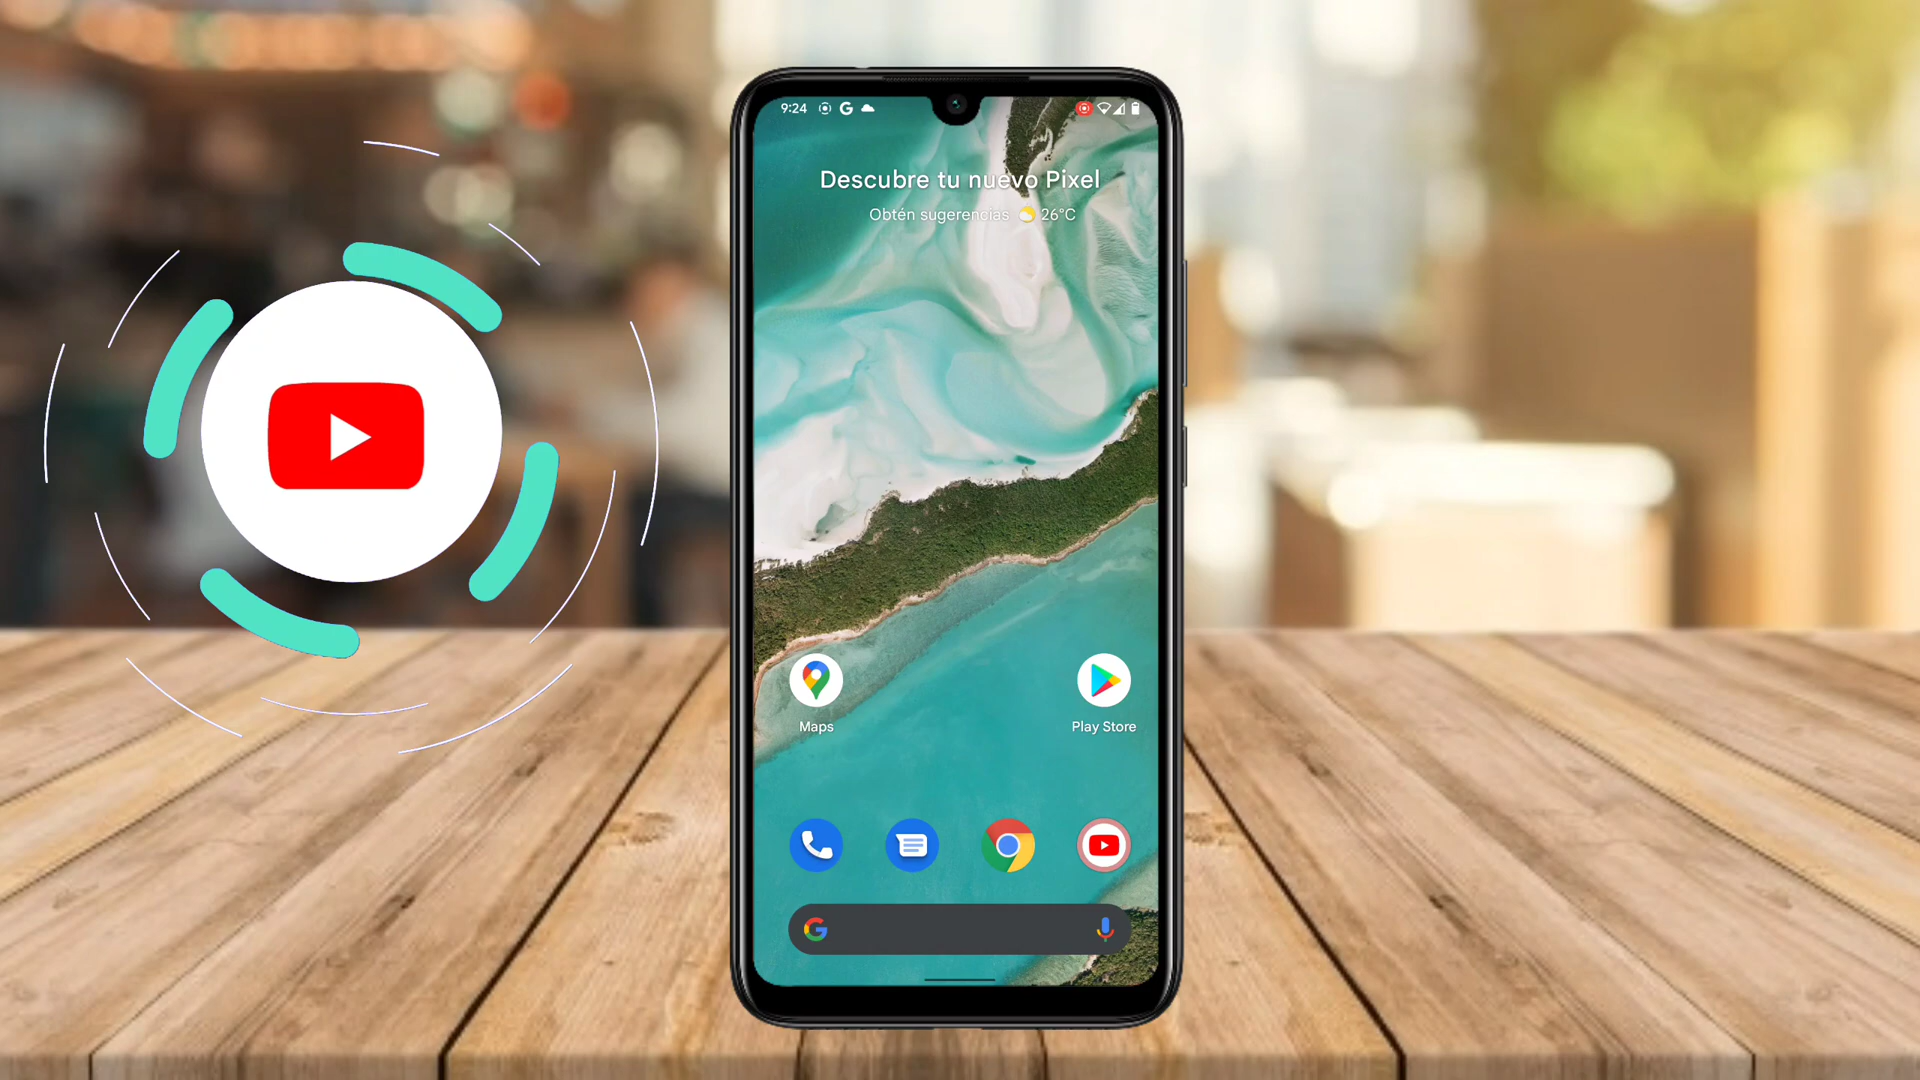 9:24
Descubre tu nuevo Pixel
Obtén sugerencias 26°C
Maps
Play Store